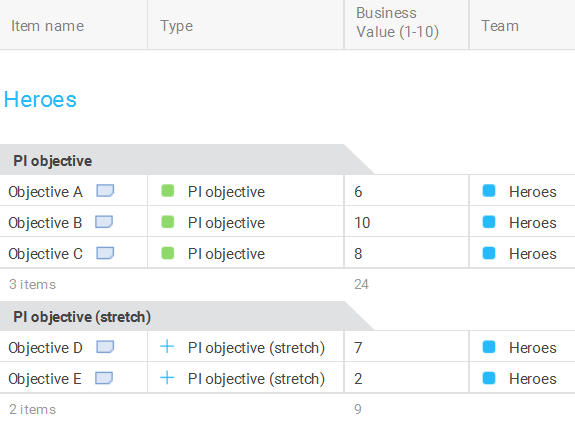 Item name Type Business Value (1-10) Team
Heroes
PI objective
Objective A PI objective 6 Heroes
Objective B PI objective 10 Heroes
Objective C PI objective 8 Heroes
3 items 24
PI objective (stretch)
Objective D PI objective (stretch) 7 Heroes
Objective E PI objective (stretch) 2 Heroes
2 items 9